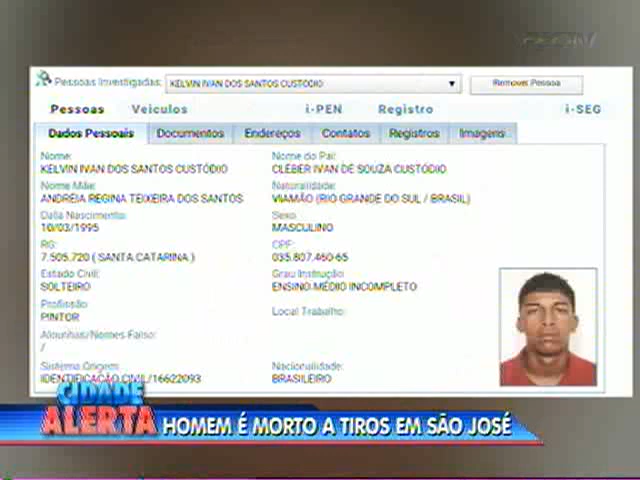 RECORD
Pessoas Investigadas: KELVIN IVAN DOS SANTOS CUSTÓDIO Remover Pessoa
Pessoas Veículos i-PEN Registro i-SEG
Dados Pessoais Documentos Endereços Contatos Registros Imagens
Nome: Nome do Pai:
KELVIN IVAN DOS SANTOS CUSTÓDIO CLEBER IVAN DE SOUZA CUSTÓDIO
Nome Mãe: Naturalidade:
ANDRÉIA REGINA TEIXEIRA DOS SANTOS VIAMÃO (RIO GRANDE DO SUL / BRASIL)
Data Nascimento: Sexo:
10/03/1995 MASCULINO
RG: CPF:
7.505.720 ( SANTA CATARINA ) 035.807.460-65
Estado Civil: Grau Instrução:
SOLTEIRO ENSINO MÉDIO INCOMPLETO
Profissão: Local Trabalho:
PINTOR
Alcunhas/Nomes Falso:
/
Sistema Origem: Nacionalidade:
IDENTIFICAÇÃO CIVIL/16622093 BRASILEIRO
CIDADE
ALERTA HOMEM É MORTO A TIROS EM SÃO JOSÉ